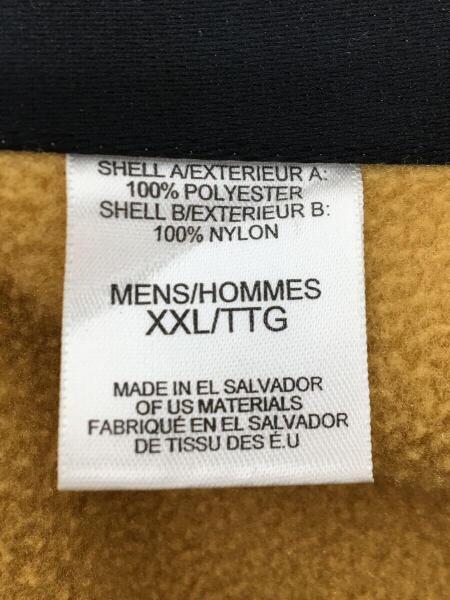 SHELL A/EXTERIEUR A:
100% POLYESTER
SHELL B/EXTERIEUR B:
100% NYLON
MENS/HOMMES
XXL/TTG
MADE IN EL SALVADOR
OF US MATERIALS
FABRIQUÉ EN EL SALVADOR
DE TISSU DES É.U